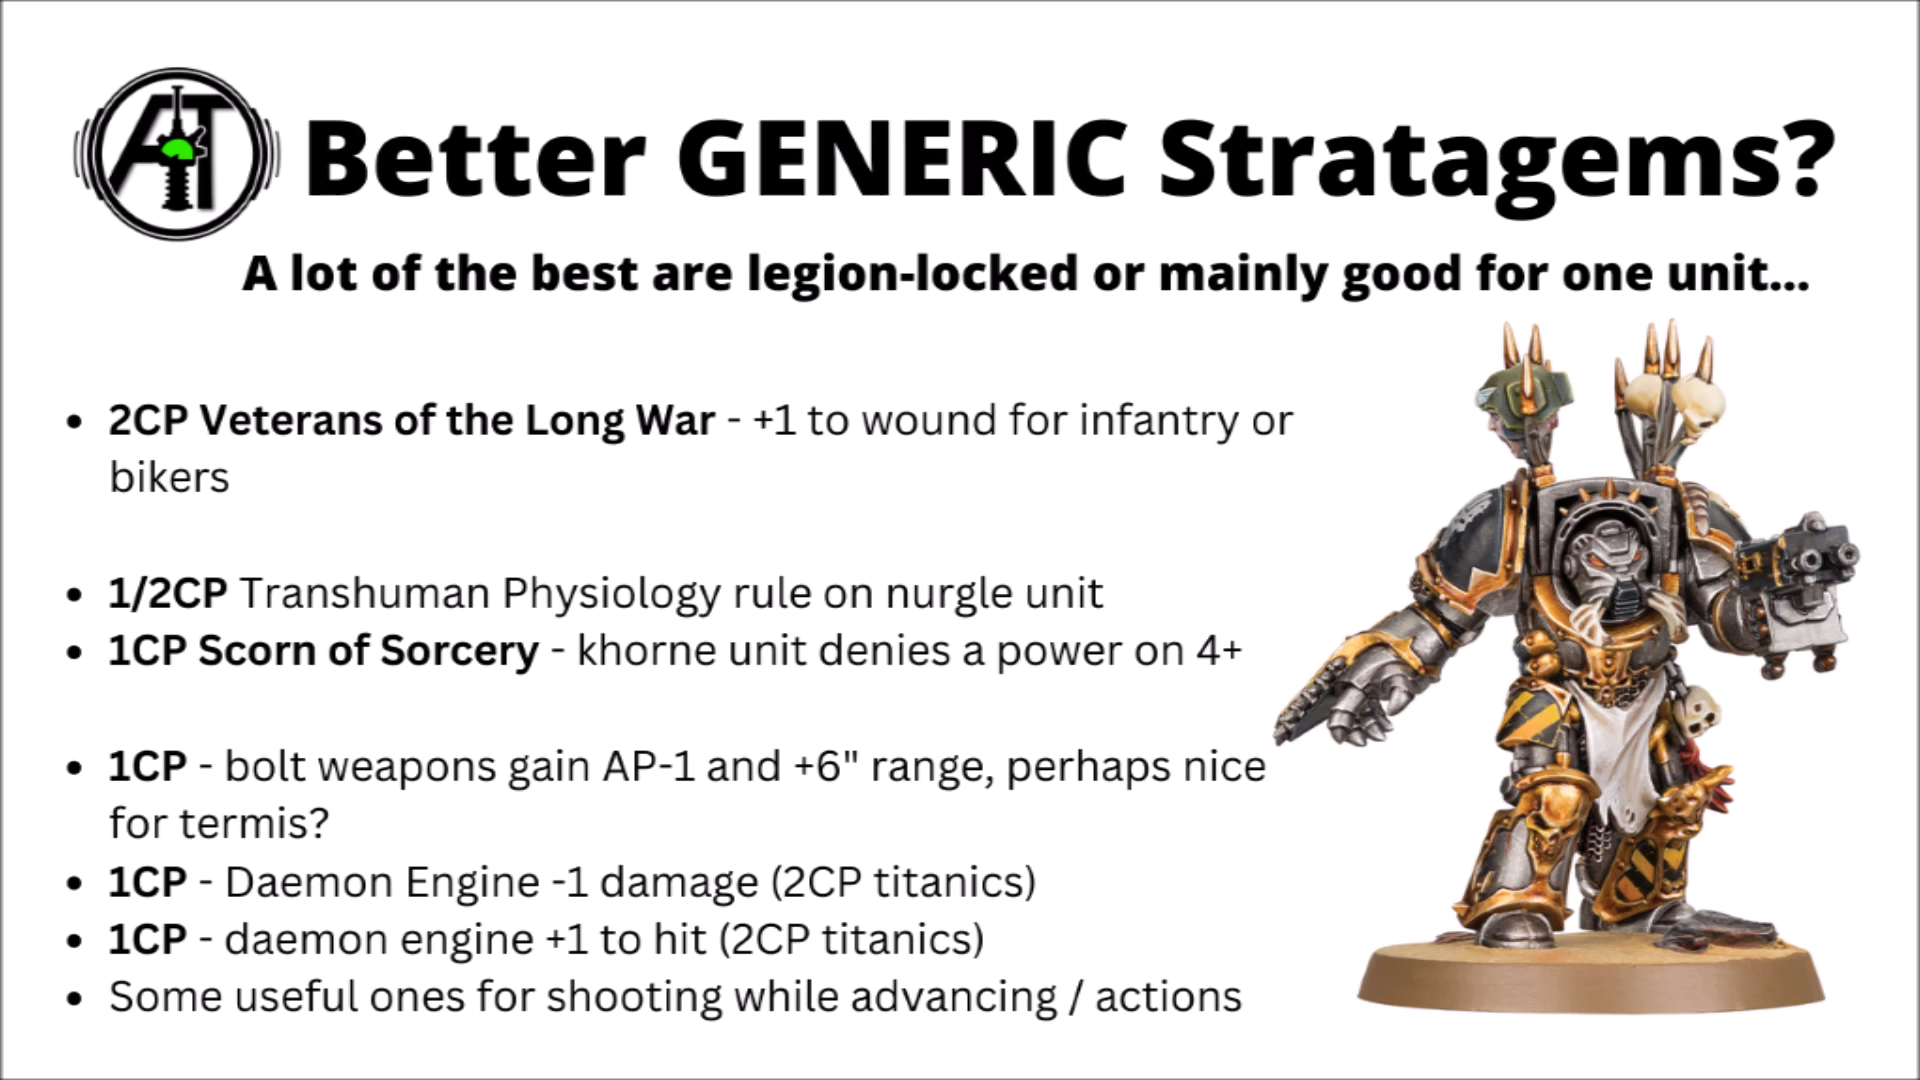 AT
Better GENERIC Stratagems?
A lot of the best are legion-locked or mainly good for one unit...
• 2CP Veterans of the Long War - +1 to wound for infantry or
bikers
• 1/2CP Transhuman Physiology rule on nurgle unit
• 1CP Scorn of Sorcery - khorne unit denies a power on 4+
• 1CP - bolt weapons gain AP-1 and +6" range, perhaps nice
for termis?
• 1CP - Daemon Engine -1 damage (2CP titanics)
• 1CP - daemon engine +1 to hit (2CP titanics)
• Some useful ones for shooting while advancing / actions